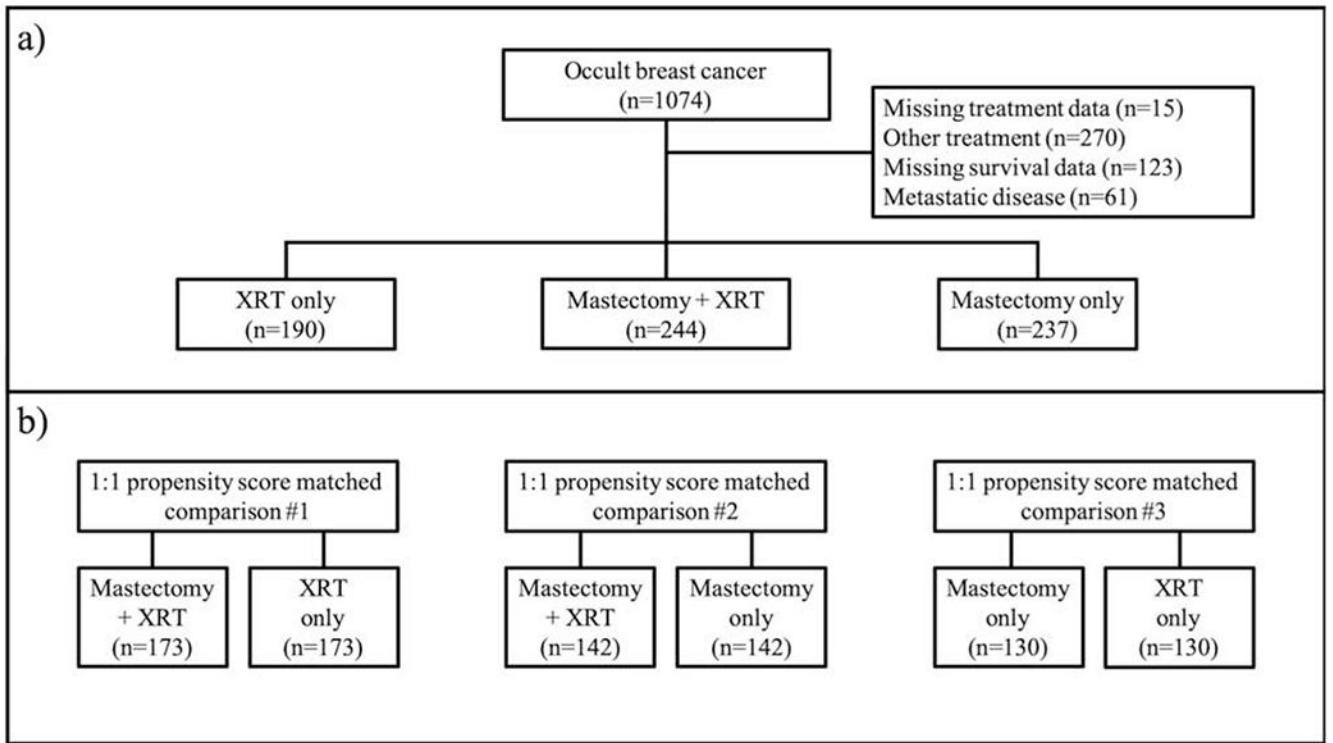 a)
Occult breast cancer
(n=1074)
Missing treatment data (n=15)
Other treatment (n=270)
Missing survival data (n=123)
Metastatic disease (n=61)
XRT only
(n=190)
Mastectomy + XRT
(n=244)
Mastectomy only
(n=237)
b)
1:1 propensity score matched
comparison #1
Mastectomy
+ XRT
(n=173)
XRT
only
(n=173)
1:1 propensity score matched
comparison #2
Mastectomy
+ XRT
(n=142)
Mastectomy
only
(n=142)
1:1 propensity score matched
comparison #3
Mastectomy
only
(n=130)
XRT
only
(n=130)